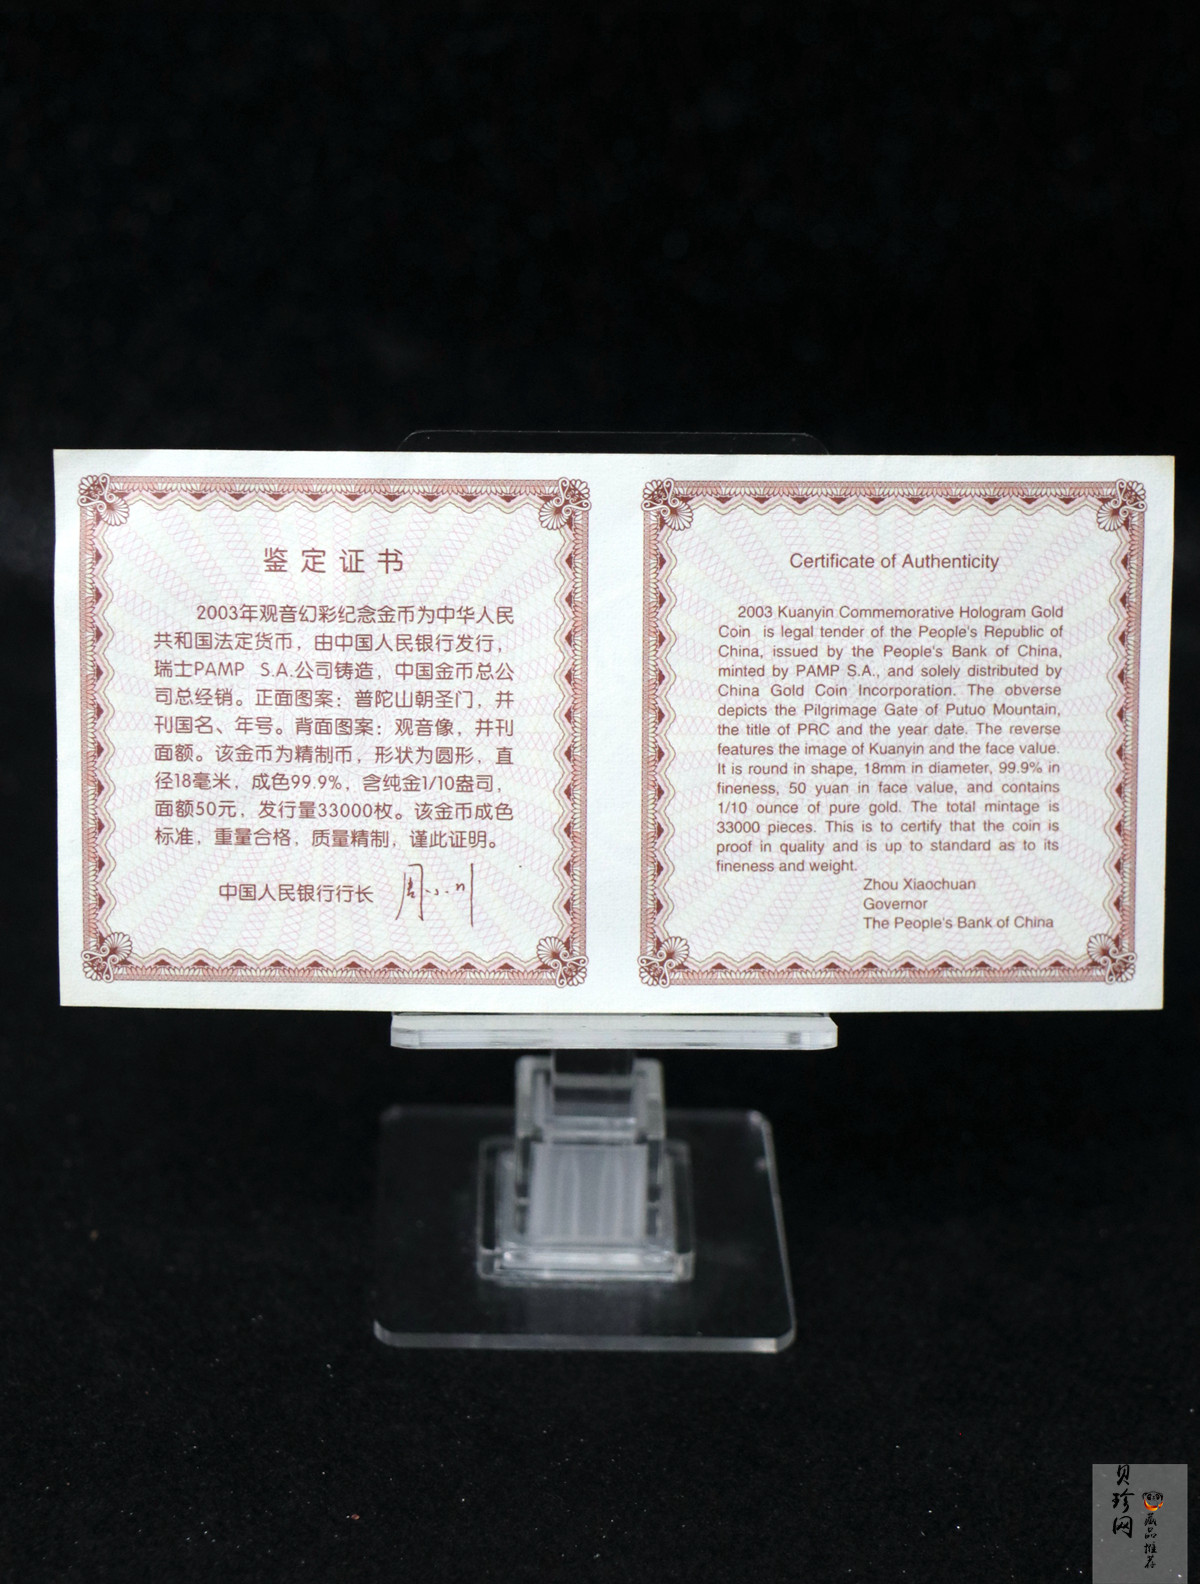 鉴定证书
2003年观音幻彩纪念金币为中华人民
共和国法定货币，由中国人民银行发行，
瑞士PAMP S.A.公司铸造，中国金币总公
司总经销。正面图案：普陀山朝圣门，并
刊国名、年号。背面图案：观音像，并刊
面额。该金币为精制币，形状为圆形，直
径18毫米，成色99.9%，含纯金1/10盎司，
面额50元，发行量33000枚。该金币成色
标准，重量合格，质量精制，谨此证明。
中国人民银行行长 周小川
Certificate of Authenticity
2003 Kuanyin Commemorative Hologram Gold
Coin is legal tender of the People's Republic of
China, issued by the People's Bank of China,
minted by PAMP S.A., and solely distributed by
China Gold Coin Incorporation. The obverse
depicts the Pilgrimage Gate of Putuo Mountain,
the title of PRC and the year date. The reverse
features the image of Kuanyin and the face value.
It is round in shape, 18mm in diameter, 99.9% in
fineness, 50 yuan in face value, and contains
1/10 ounce of pure gold. The total mintage is
33000 pieces. This is to certify that the coin is
proof in quality and is up to standard as to its
fineness and weight.
Zhou Xiaochuan
Governor
The People's Bank of China
贝珍网
藏品推荐